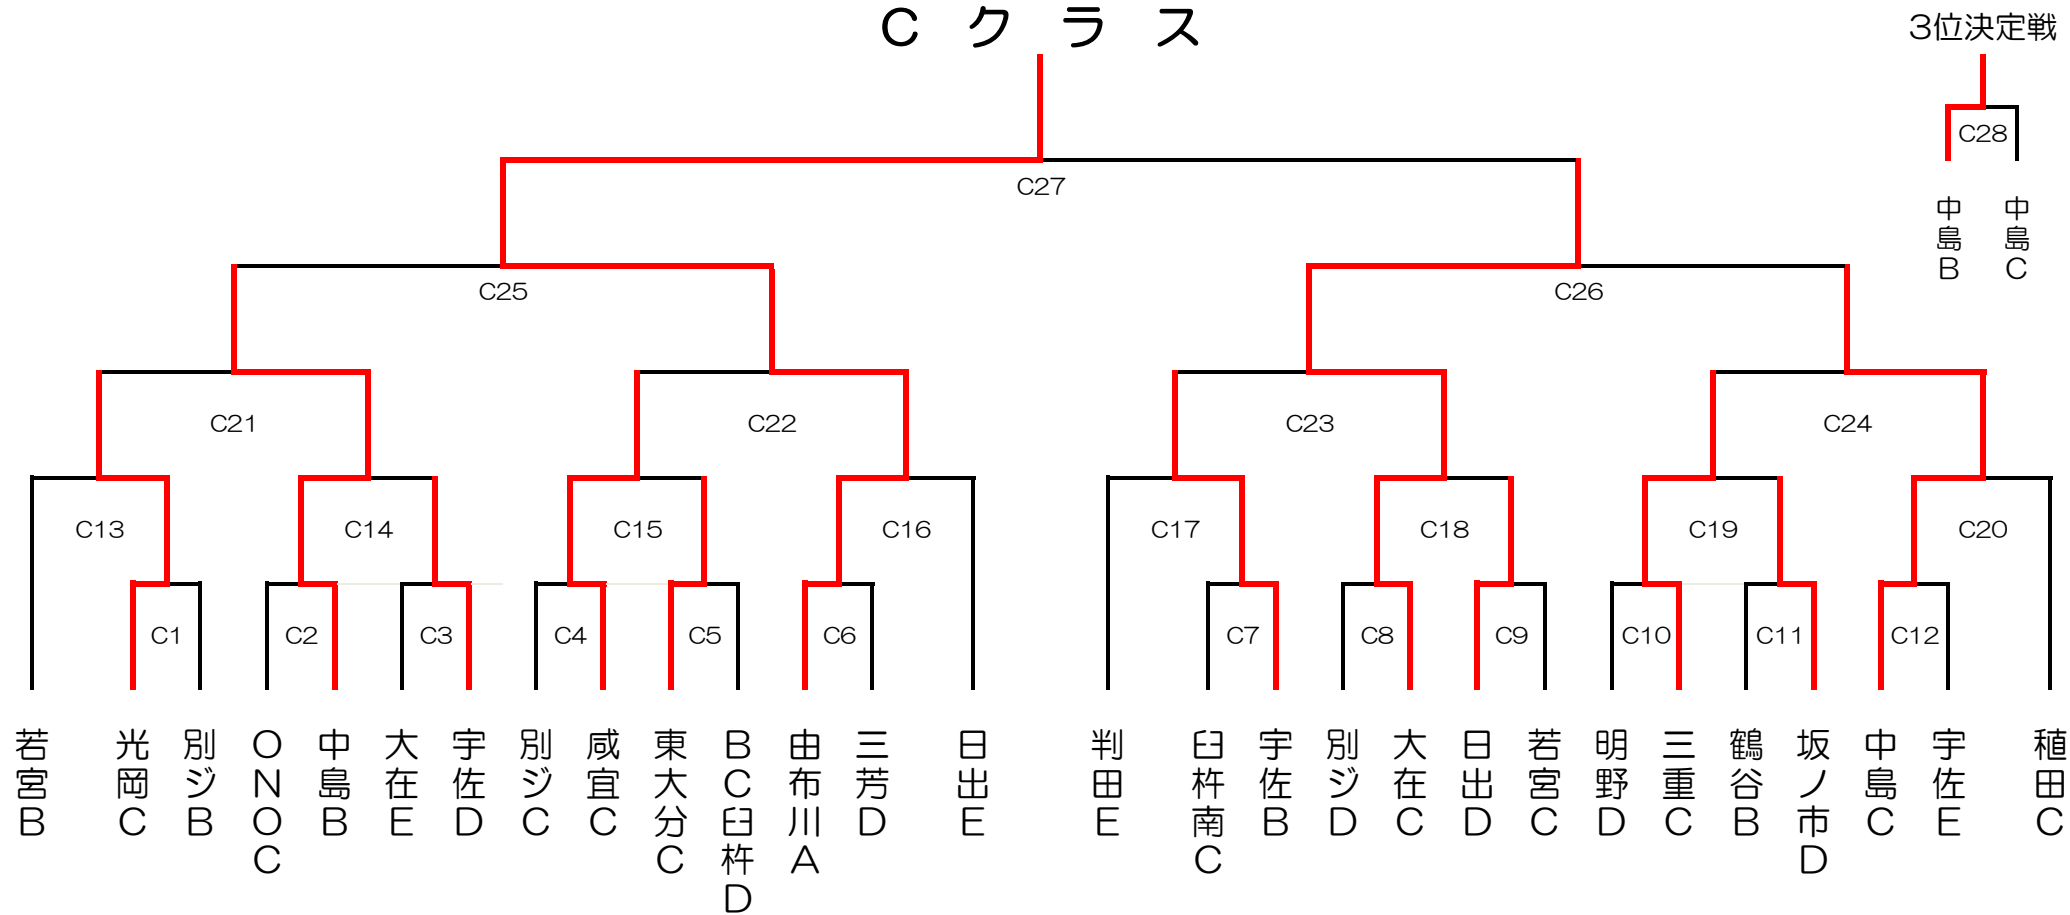 Cクラス
3位決定戦
C28
C27
中島B
中島C
C25
C26
C21
C22
C23
C24
C13
C14
C15
C16
C17
C18
C19
C20
C1
C2
C3
C4
C5
C6
C7
C8
C9
C10
C11
C12
若宮B
光岡C
別ジB
ONOC
中島B
大在E
宇佐D
別ジC
咸宜C
東大分C
BC臼杵D
由布川A
三芳D
日出E
判田E
臼杵南C
宇佐B
別ジD
大在C
日出D
若宮C
明野D
三重C
鶴谷B
坂ノ市D
中島C
宇佐E
稙田C